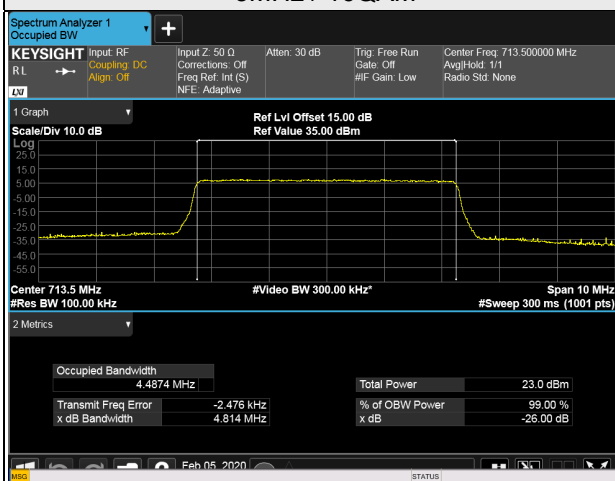 Spectrum Analyzer 1
Occupied BW
KEYSIGHT Input: RF Input Z: 50 Ω Atten: 30 dB Trig: Free Run Center Freq: 713.500000 MHz
R L Coupling: DC Corrections: Off Gate: Off Avg|Hold: 1/1
Align: Off Freq Ref: Int (S) #IF Gain: Low Radio Std: None
LXI NFE: Adaptive
1 Graph
Ref Lvl Offset 15.00 dB
Scale/Div 10.0 dB Ref Value 35.00 dBm
Log
25.0
15.0
5.00
-5.00
-15.0
-25.0
-35.0
-45.0
-55.0
Center 713.5 MHz #Video BW 300.00 kHz* Span 10 MHz
#Res BW 100.00 kHz #Sweep 300 ms (1001 pts)
2 Metrics
Occupied Bandwidth
4.4874 MHz Total Power 23.0 dBm
Transmit Freq Error -2.476 kHz % of OBW Power 99.00 %
x dB Bandwidth 4.814 MHz x dB -26.00 dB
Feb 05, 2020
MSG STATUS